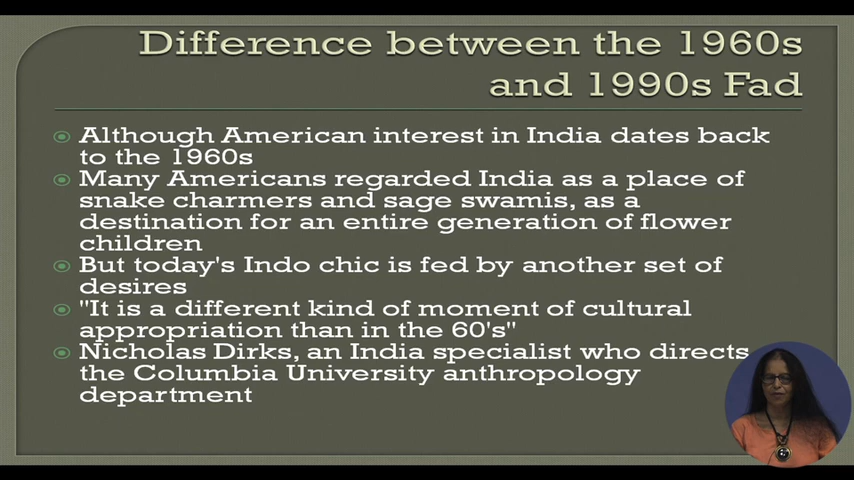 Difference between the 1960s
and 1990s Fad
Although American interest in India dates back
to the 1960s
Many Americans regarded India as a place of
snake charmers and sage swamis, as a
destination for an entire generation of flower
children
But today's Indo chic is fed by another set of
desires
"It is a different kind of moment of cultural
appropriation than in the 60's"
Nicholas Dirks, an India specialist who directs
the Columbia University anthropology
department